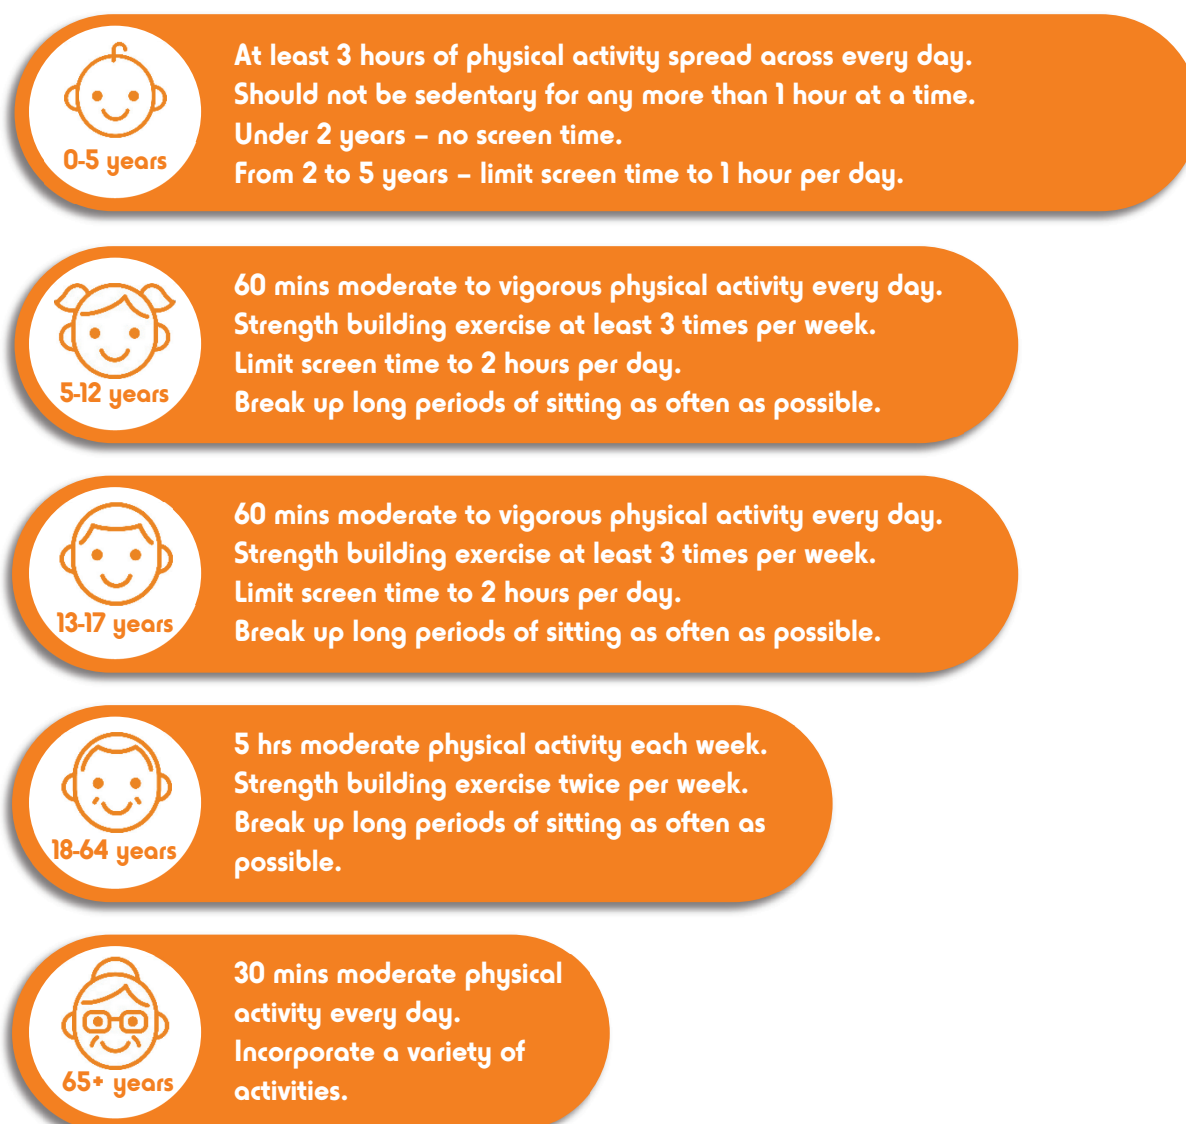 0-5 years
At least 3 hours of physical activity spread across every day.
Should not be sedentary for any more than 1 hour at a time.
Under 2 years – no screen time.
From 2 to 5 years – limit screen time to 1 hour per day.
5-12 years
60 mins moderate to vigorous physical activity every day.
Strength building exercise at least 3 times per week.
Limit screen time to 2 hours per day.
Break up long periods of sitting as often as possible.
13-17 years
60 mins moderate to vigorous physical activity every day.
Strength building exercise at least 3 times per week.
Limit screen time to 2 hours per day.
Break up long periods of sitting as often as possible.
18-64 years
5 hrs moderate physical activity each week.
Strength building exercise twice per week.
Break up long periods of sitting as often as
possible.
65+ years
30 mins moderate physical
activity every day.
Incorporate a variety of
activities.